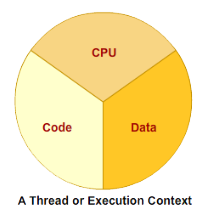 CPU
Code
Data
A Thread or Execution Context